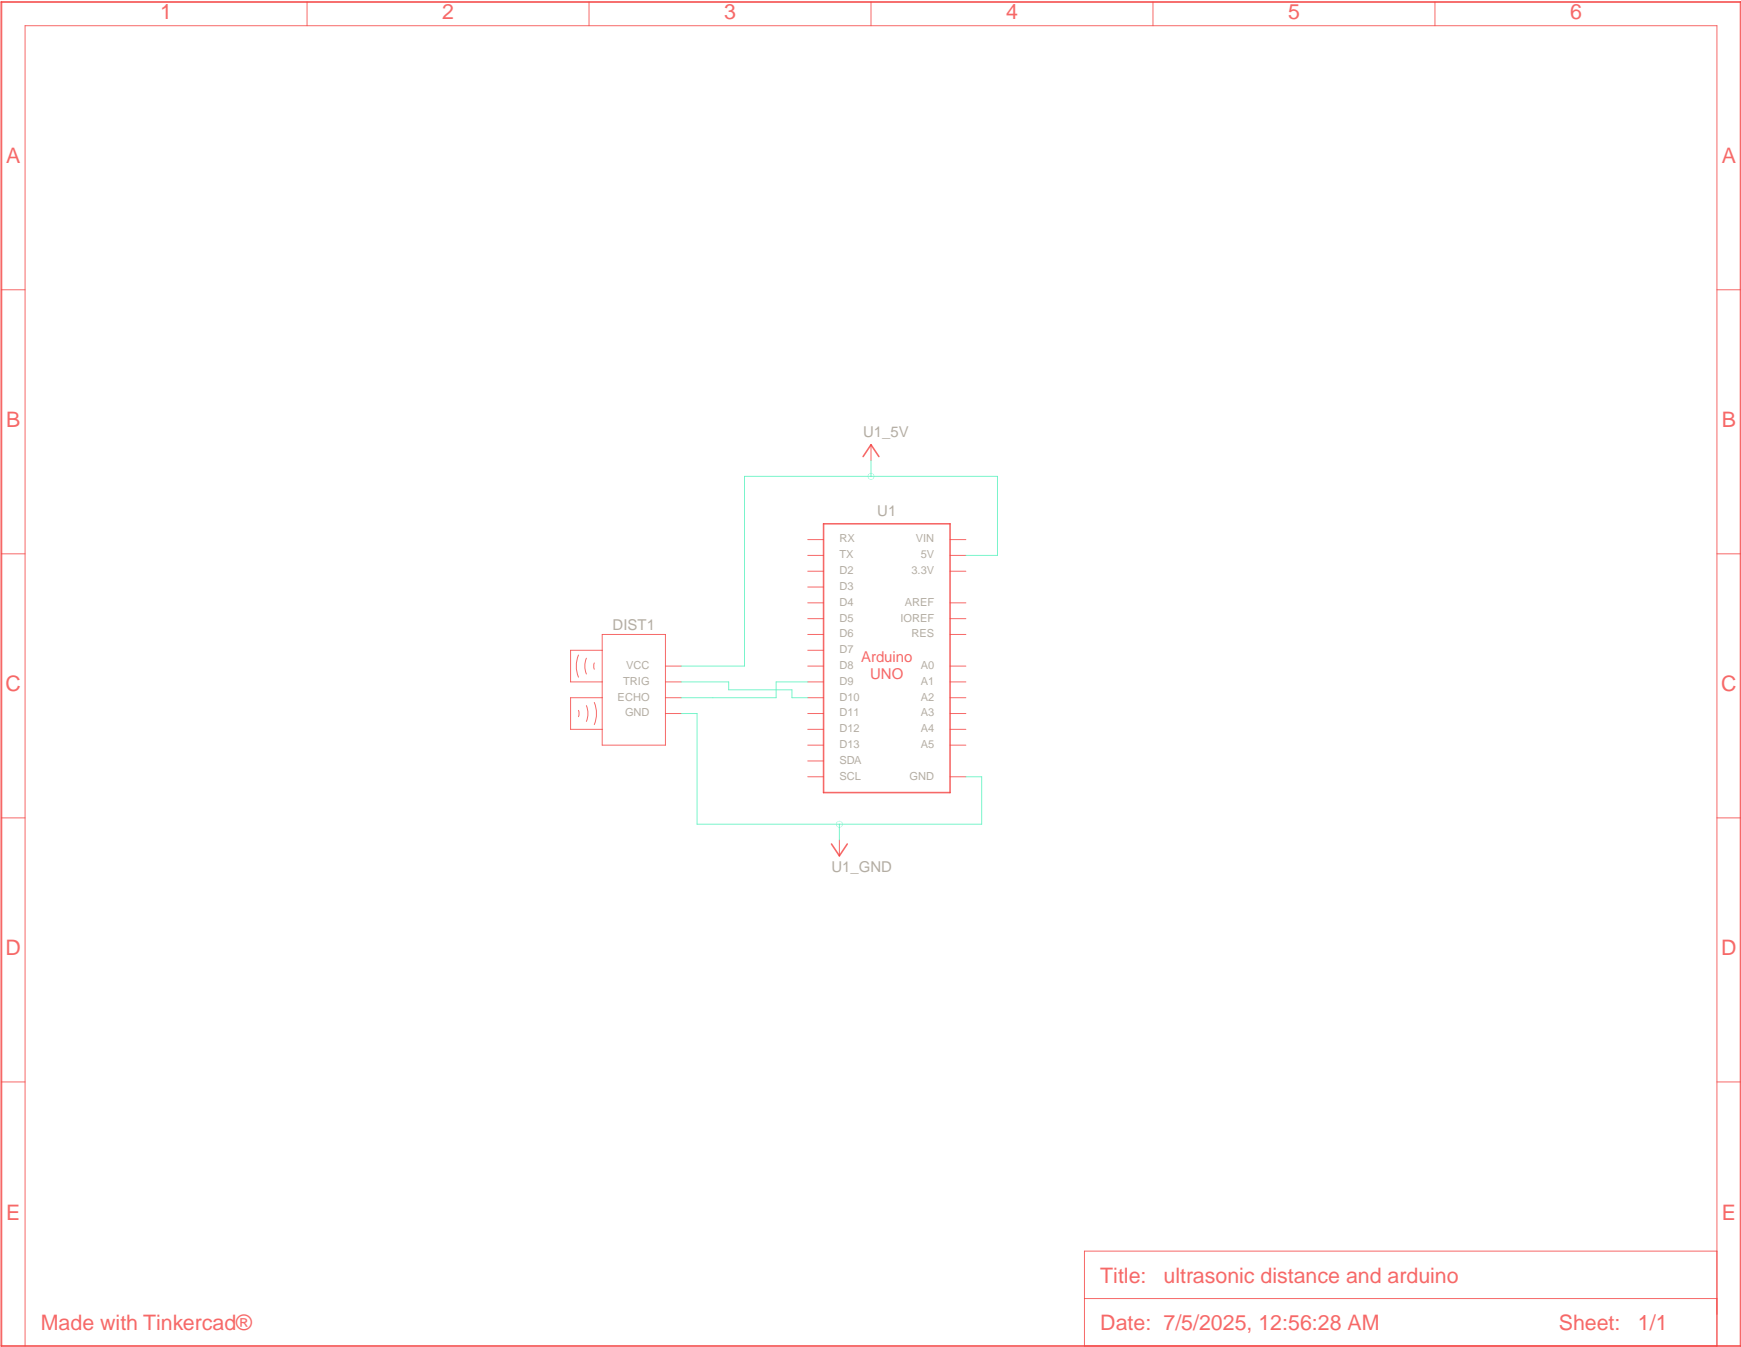 1 2 3 4 5 6
A A
B B
U1_5V
U1
RX VIN
TX 5V
D2 3.3V
D3
D4 AREF
D5 IOREF
DIST1
D6 RES
D7
Arduino
VCC D8 A0
UNO
TRIG D9 A1
C C
ECHO D10 A2
GND D11 A3
D12 A4
D13 A5
SDA
SCL GND
U1_GND
D D
E E
Title: ultrasonic distance and arduino
Made with Tinkercad®
Date: 7/5/2025, 12:56:28 AM Sheet: 1/1